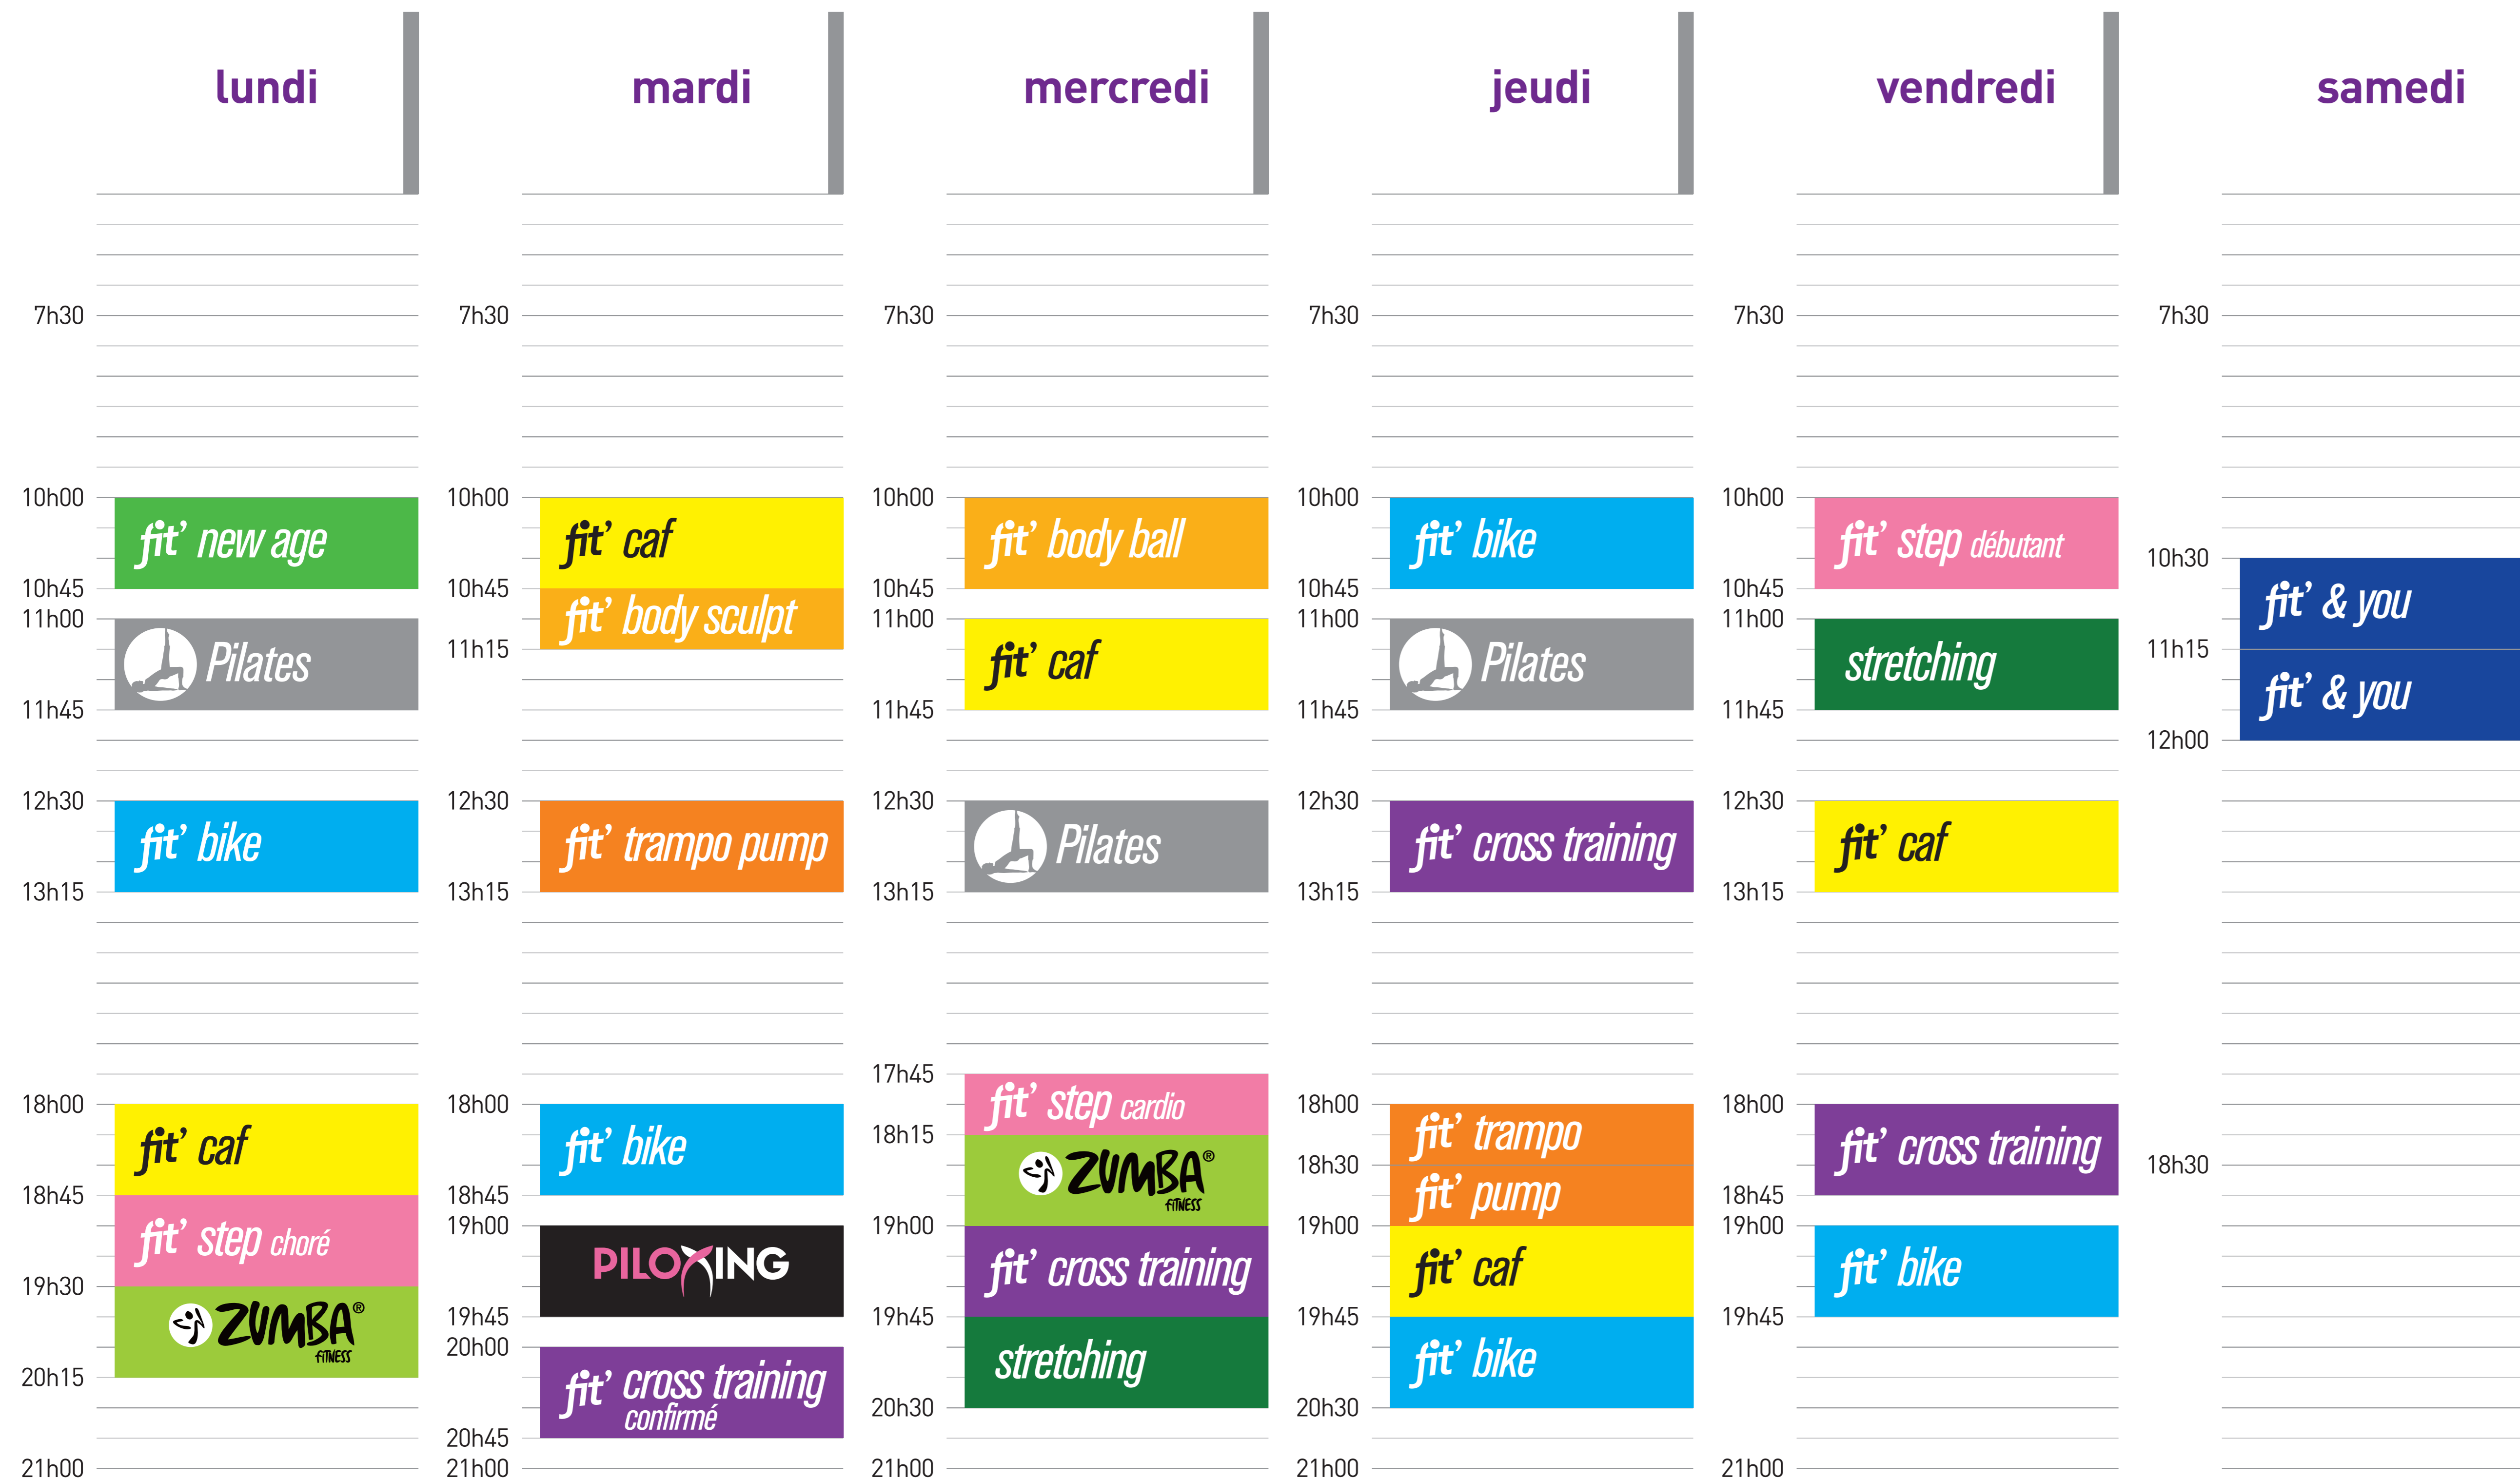 lundi
7h30
10h00
fit' new age
10h45
11h00
Pilates
11h45
12h30
fit' bike
13h15
18h00
fit' caf
18h45
fit' step choré
19h30
ZUMBA®
FITNESS
20h15
21h00
mardi
7h30
10h00
fit' caf
10h45
fit' body sculpt
11h15
12h30
fit' trampo pump
13h15
18h00
fit' bike
18h45
19h00
PILOXING
19h45
20h00
fit' cross training
confirmé
20h45
21h00
mercredi
7h30
10h00
fit' body ball
10h45
11h00
fit' caf
11h45
12h30
Pilates
13h15
17h45
fit' step cardio
18h15
ZUMBA®
FITNESS
19h00
fit' cross training
19h45
stretching
20h30
21h00
jeudi
7h30
10h00
fit' bike
10h45
11h00
Pilates
11h45
12h30
fit' cross training
13h15
18h00
fit' trampo
18h30
fit' pump
19h00
fit' caf
19h45
fit' bike
20h30
21h00
vendredi
7h30
10h00
fit' step débutant
10h45
11h00
stretching
11h45
12h30
fit' caf
13h15
18h00
fit' cross training
18h45
19h00
fit' bike
19h45
21h00
samedi
7h30
10h30
fit' & you
11h15
fit' & you
12h00
18h30